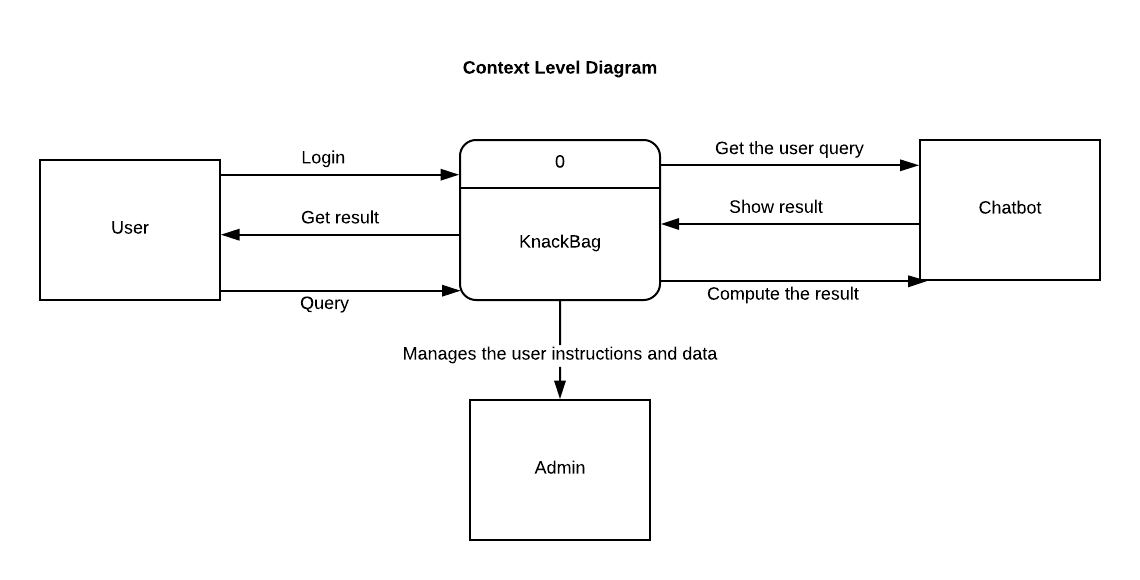 Context Level Diagram
Login
0
Get the user query
Get result
Show result
User
KnackBag
Chatbot
Query
Compute the result
Manages the user instructions and data
Admin